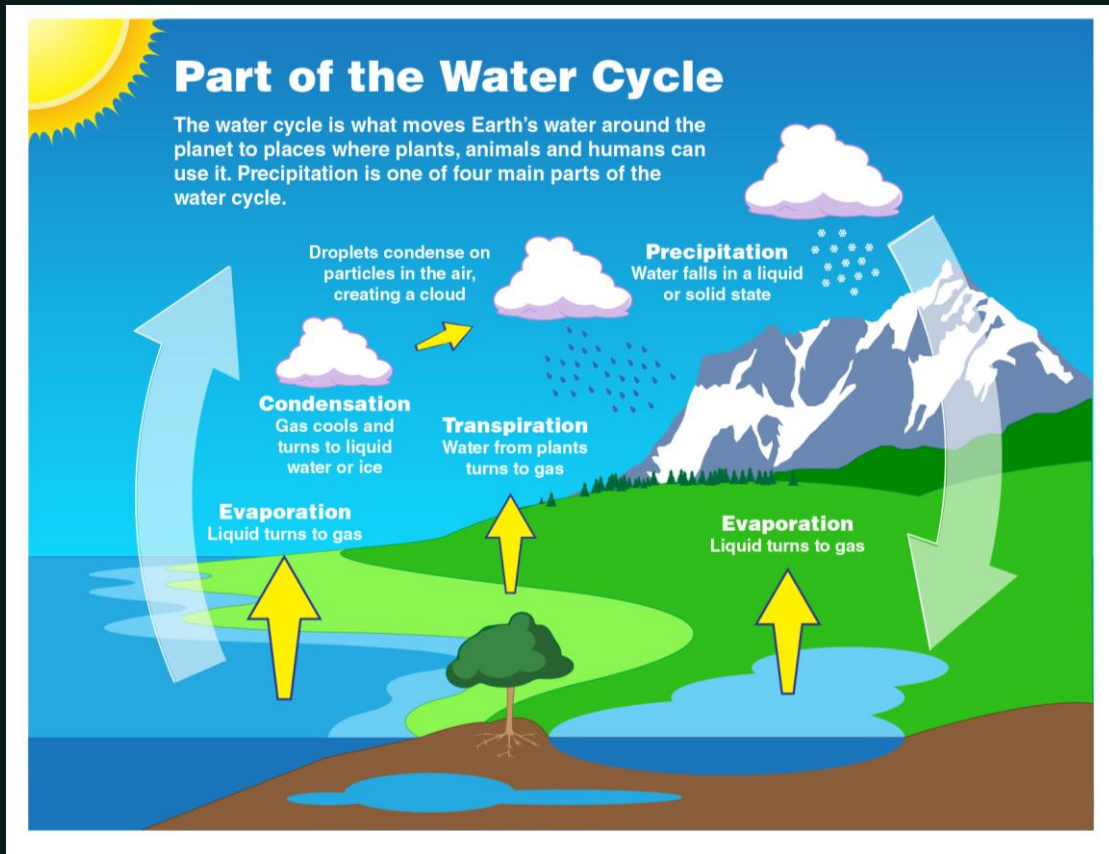 Part of the Water Cycle
The water cycle is what moves Earth's water around the
planet to places where plants, animals and humans can
use it. Precipitation is one of four main parts of the
water cycle.
Droplets condense on
particles in the air,
creating a cloud
Precipitation
Water falls in a liquid
or solid state
Condensation
Gas cools and
turns to liquid
water or ice
Transpiration
Water from plants
turns to gas
Evaporation
Liquid turns to gas
Evaporation
Liquid turns to gas